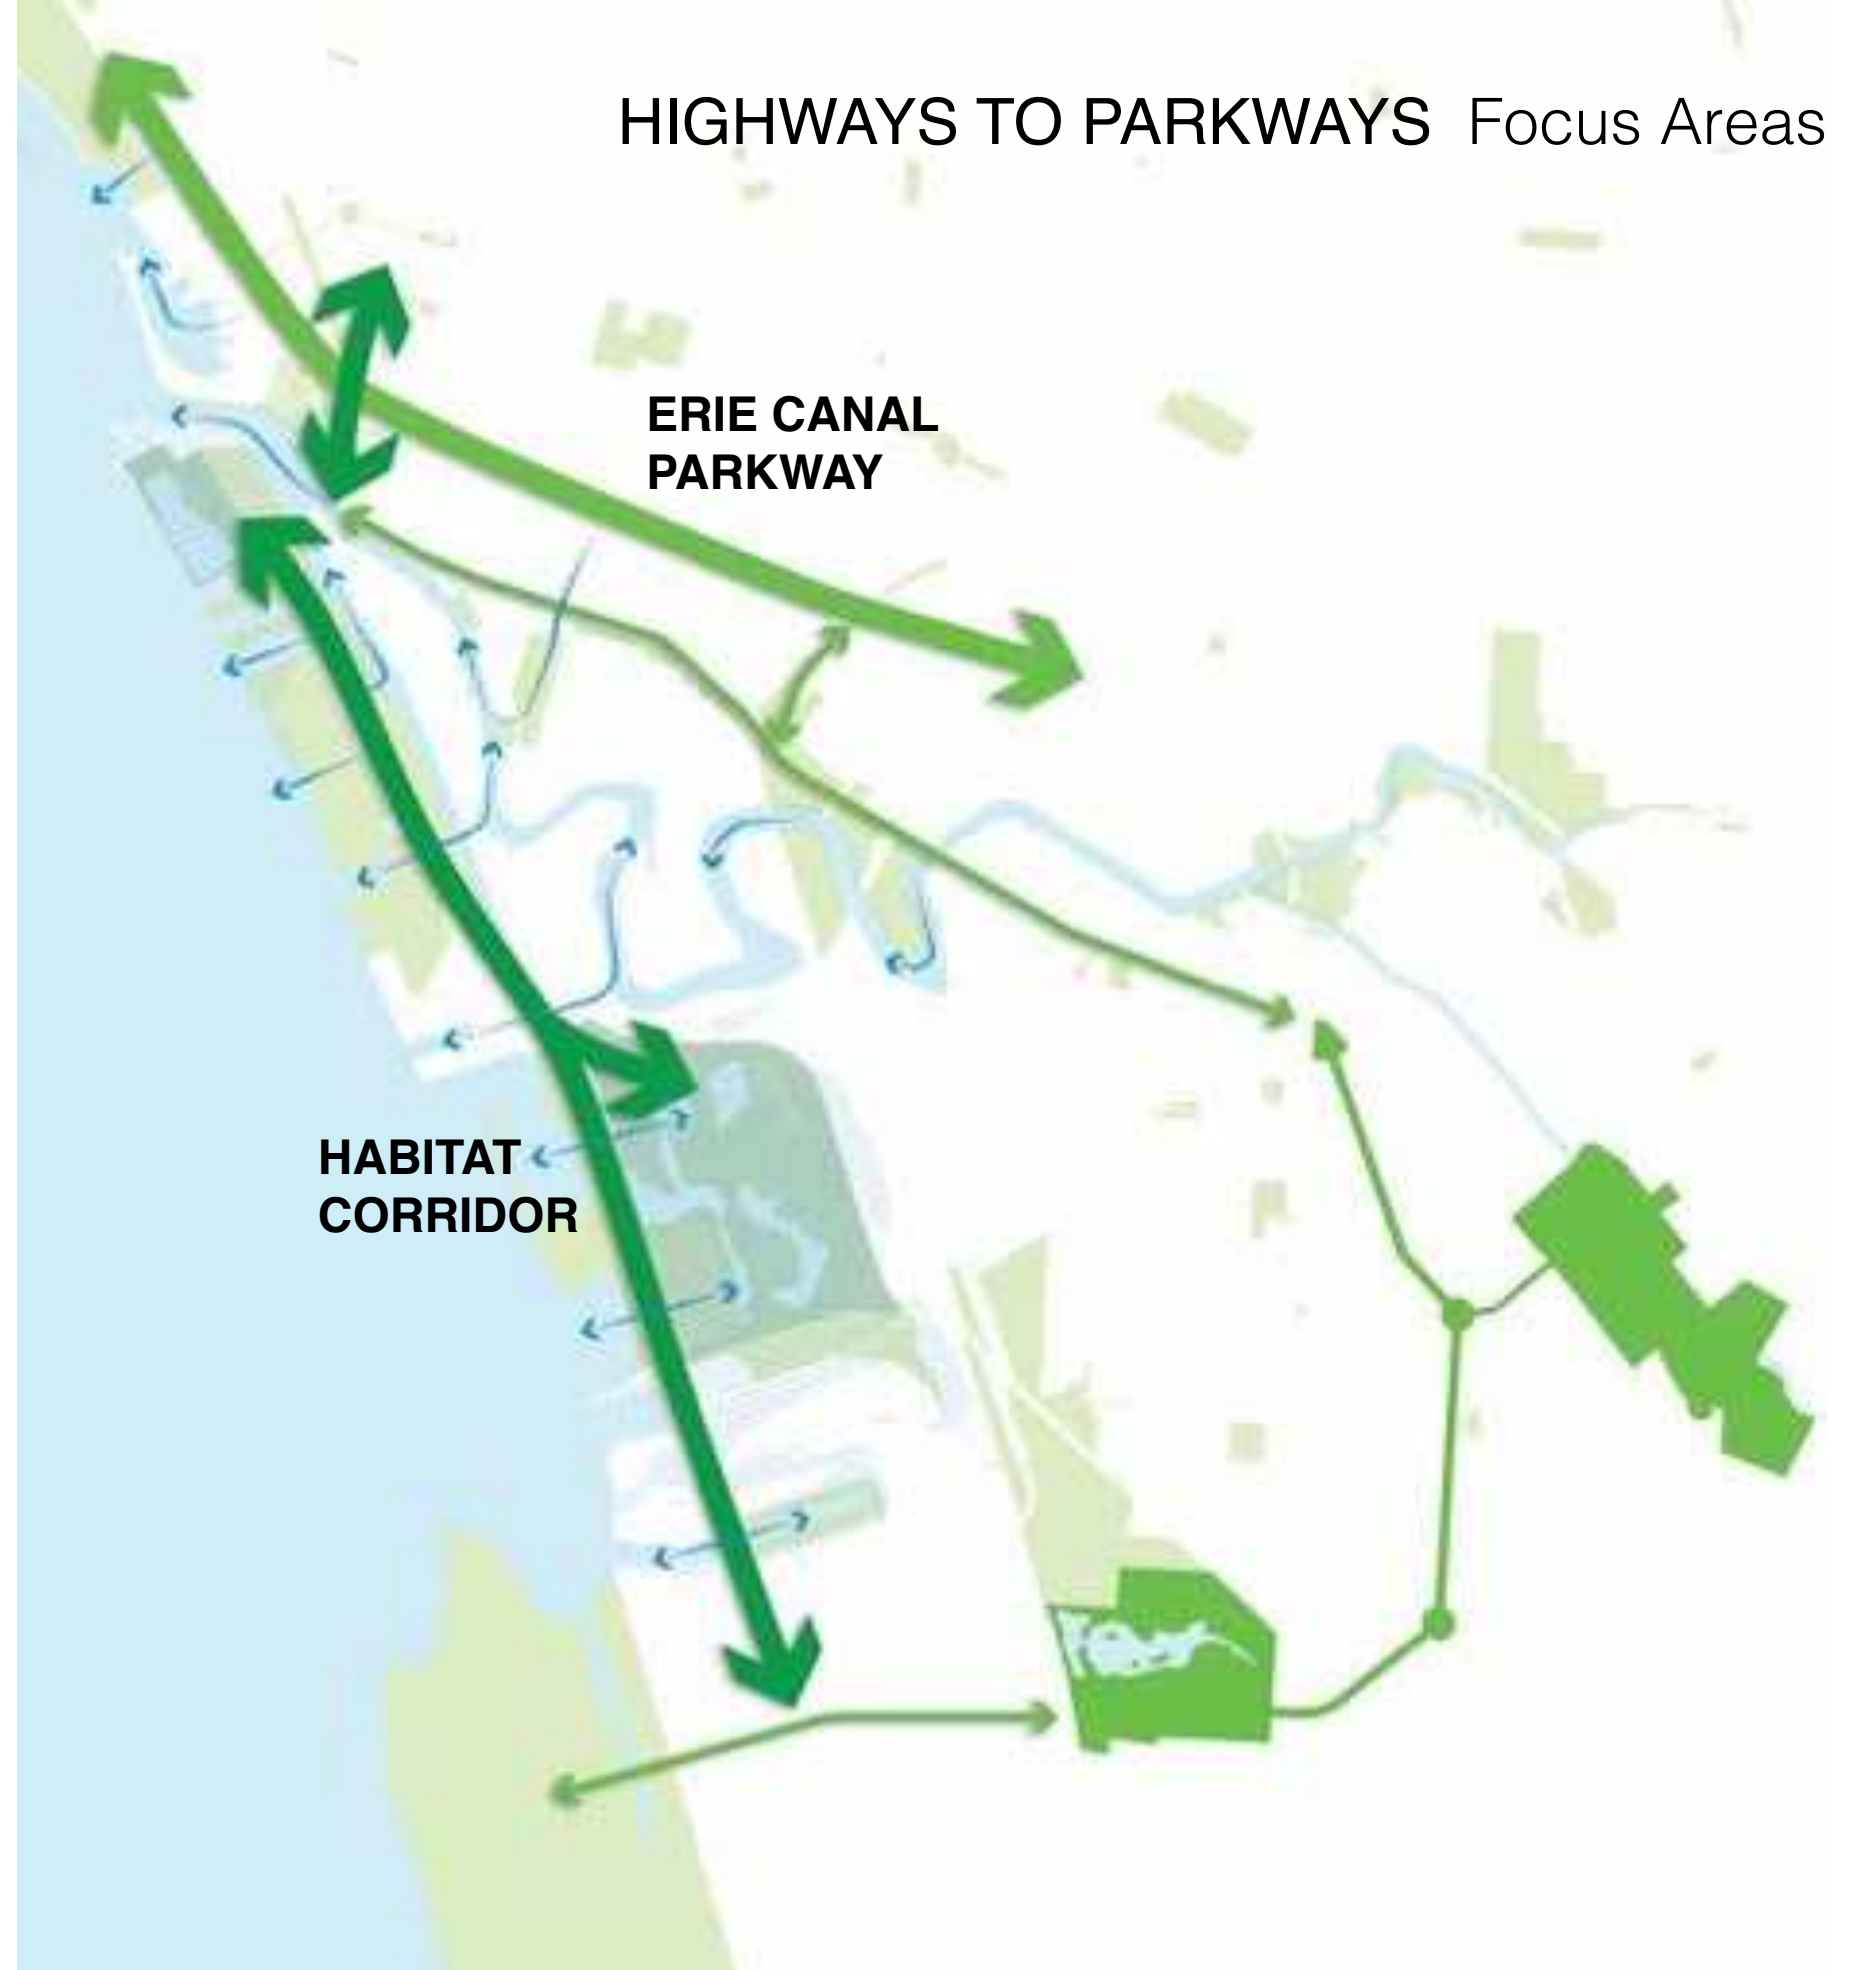 HIGHWAYS TO PARKWAYS Focus Areas
ERIE CANAL
PARKWAY
HABITAT
CORRIDOR